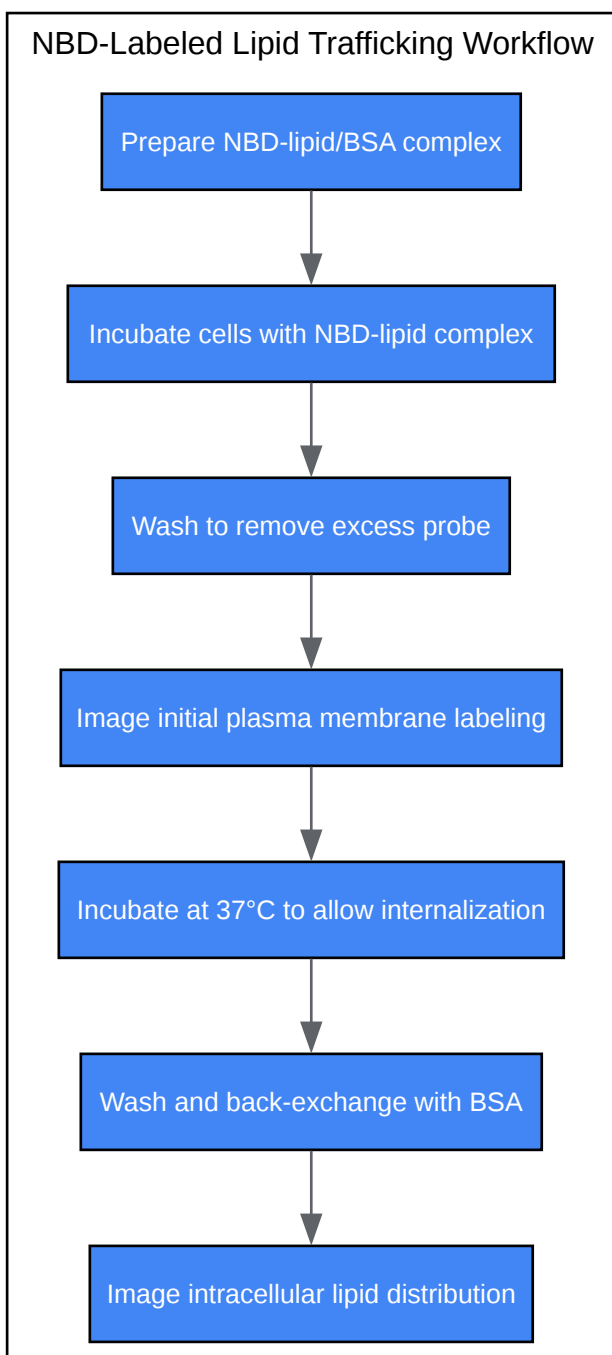 NBD-Labeled Lipid Trafficking Workflow
Prepare NBD-lipid/BSA complex
Incubate cells with NBD-lipid complex
Wash to remove excess probe
Image initial plasma membrane labeling
Incubate at 37°C to allow internalization
Wash and back-exchange with BSA
Image intracellular lipid distribution